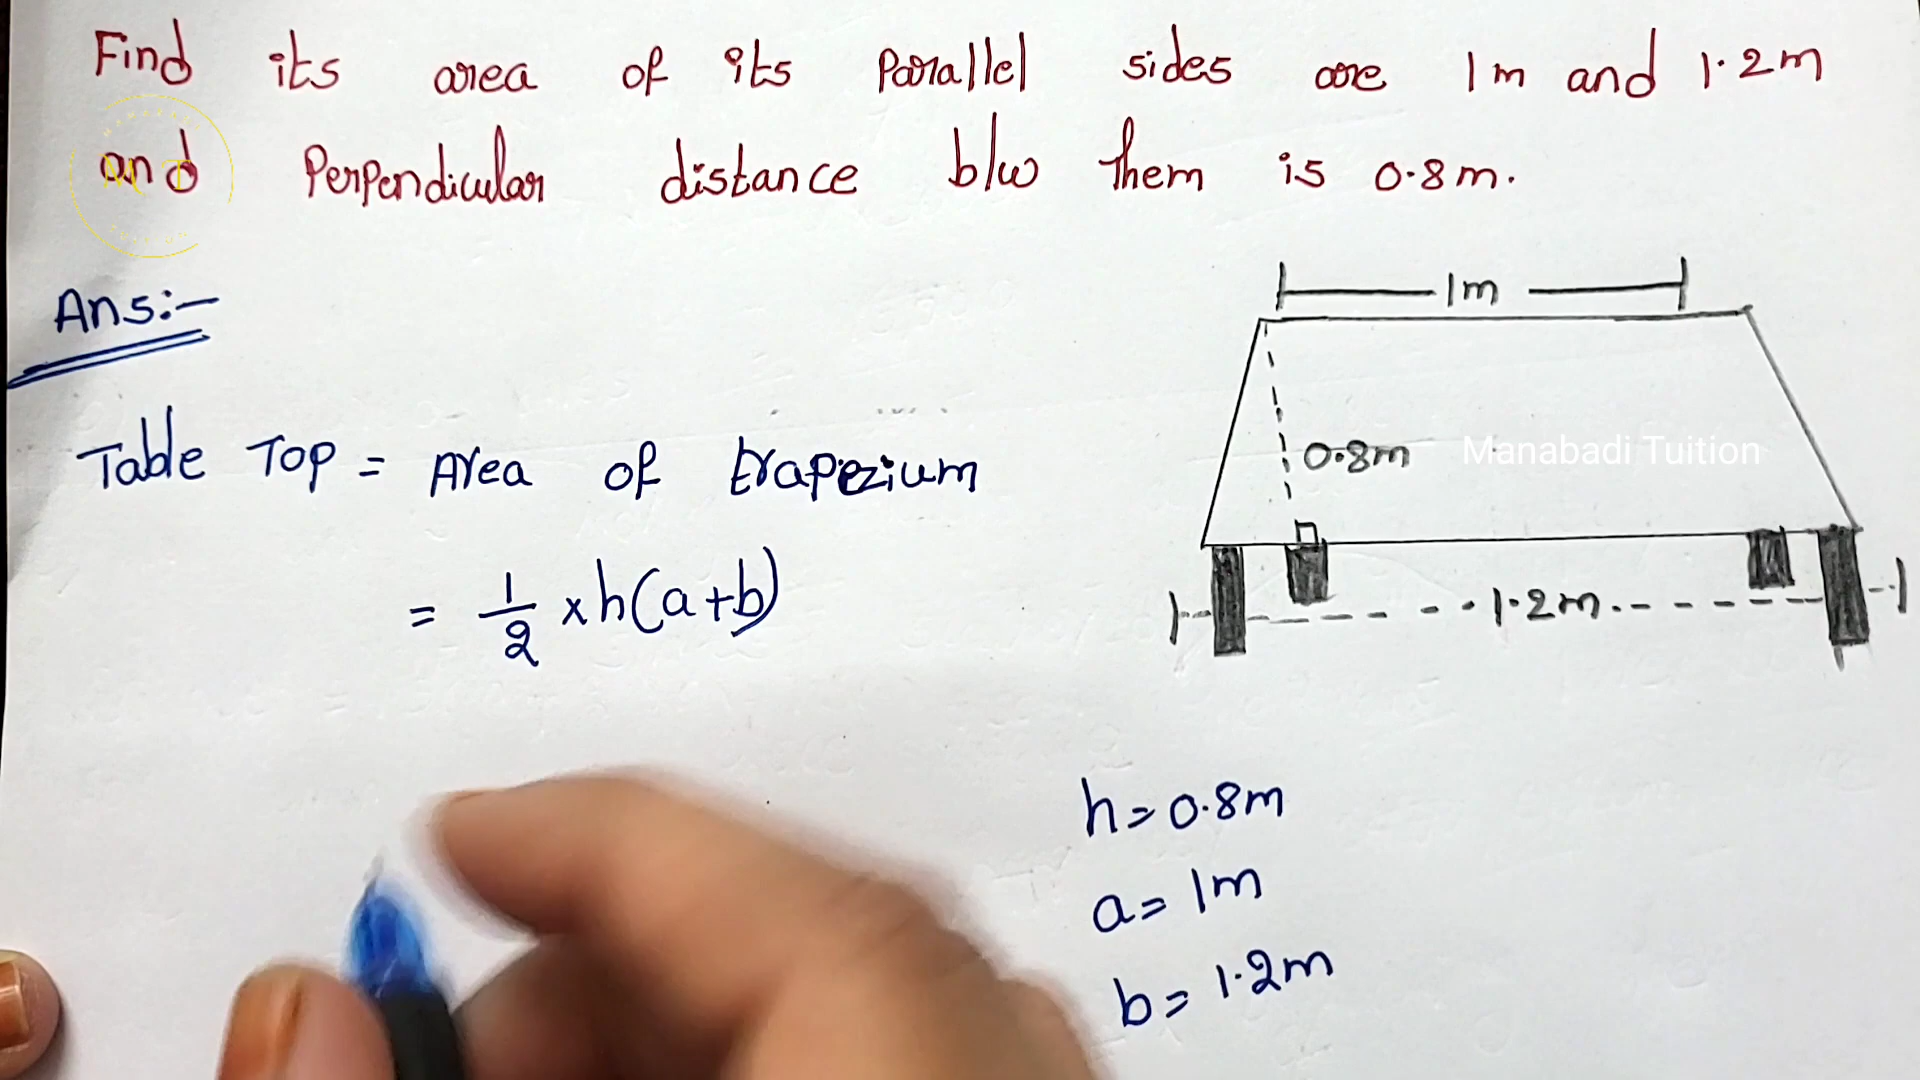 Find its area of its parallel sides are 1m and 1.2m
and Perpendicular distance b/w them is 0.8m.
Ans:-
1m
Table Top = Area of trapezium
0.8m
Manabadi Tuition
= 1/2 × h(a+b)
1.2m
h = 0.8m
a = 1m
b = 1.2m